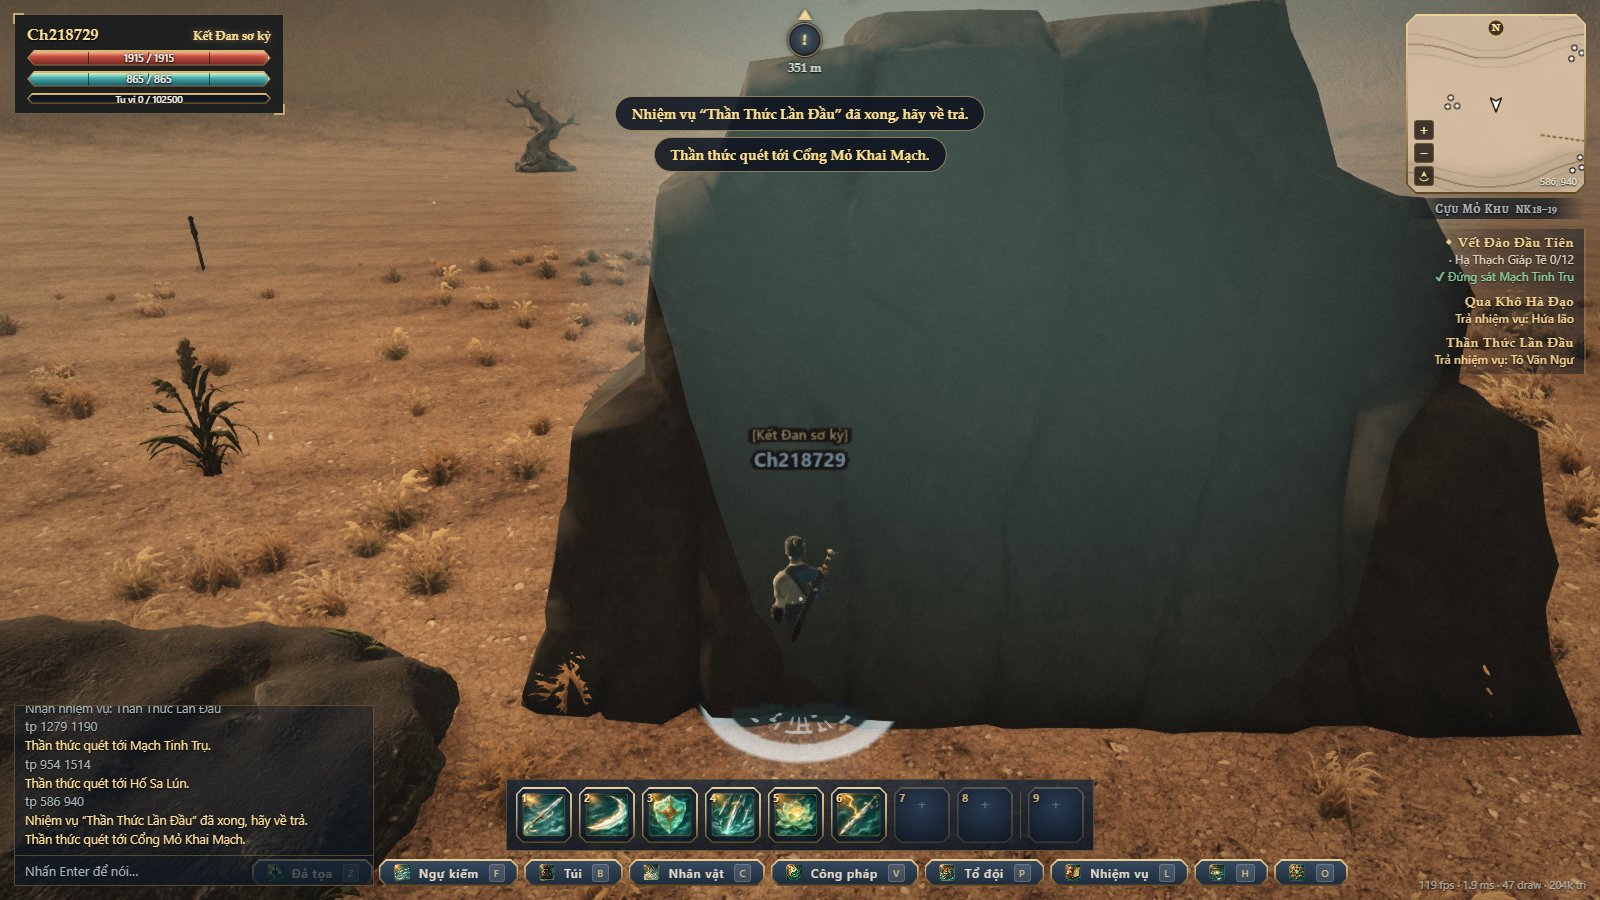 Ch218729
Kết Đan sơ kỳ
1915 / 1915
865 / 865
Tu vi 0 / 102500
!
351 m
Nhiệm vụ “Thần Thức Lần Đầu” đã xong, hãy về trả.
Thần thức quét tới Cổng Mỏ Khai Mạch.
N
+
−
586, 940
Cựu Mỏ Khu NK18-19
Vết Đào Đầu Tiên
· Hạ Thạch Giáp Tê 0/12
✓ Đứng sát Mạch Tinh Trụ
Qua Khô Hà Đạo
Trả nhiệm vụ: Hứa lão
Thần Thức Lần Đầu
Trả nhiệm vụ: Tô Vãn Ngư
[Kết Đan sơ kỳ]
Ch218729
Nhận nhiệm vụ: Thần Thức Lần Đầu
tp 1279 1190
Thần thức quét tới Mạch Tinh Trụ.
tp 954 1514
Thần thức quét tới Hố Sa Lún.
tp 586 940
Nhiệm vụ “Thần Thức Lần Đầu” đã xong, hãy về trả.
Thần thức quét tới Cổng Mỏ Khai Mạch.
Nhấn Enter để nói...
1 2 3 4 5 6 7 + 8 + 9 +
Đả tọa Z
Ngự kiếm F
Túi B
Nhân vật C
Công pháp V
Tổ đội P
Nhiệm vụ L
H
O
119 fps · 1.9 ms · 47 draw · 204k tri